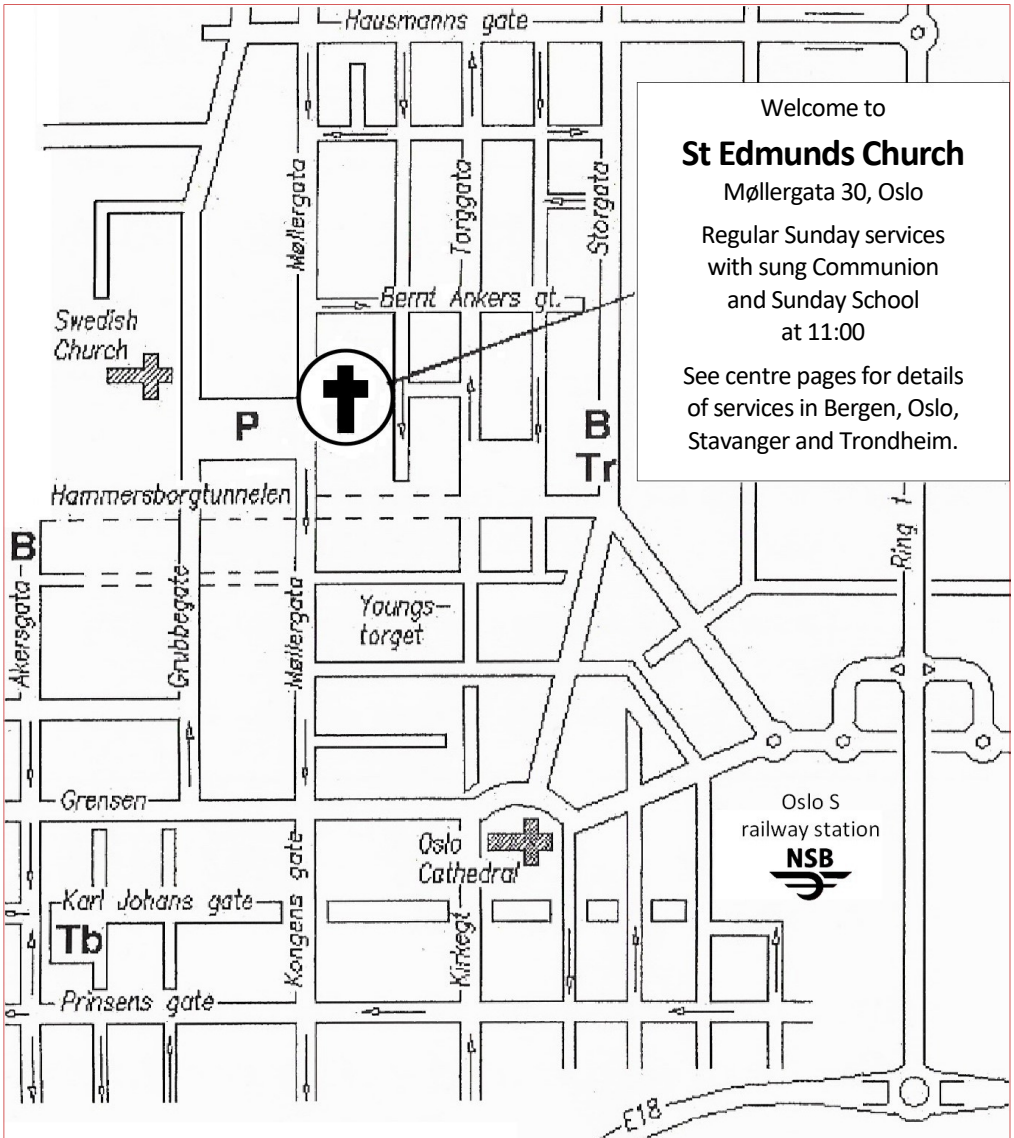 Hausmanns gate
Welcome to
St Edmunds Church
Møllergata 30, Oslo
Regular Sunday services
with sung Communion
and Sunday School
at 11:00
See centre pages for details
of services in Bergen, Oslo,
Stavanger and Trondheim.
Møllergata
Torggata
Storgata
Bernt Ankers gt.
Swedish
Church
P
B
Tr
Hammersborgtunnelen
B
Akersgata
Grubbegate
Møllergata
Youngs-
torget
Ring 1
Grensen
Oslo
Cathedral
Oslo S
railway station
NSB
Karl Johans gate
Tb
Kongens gate
Kirkegt
Prinsens gate
E18